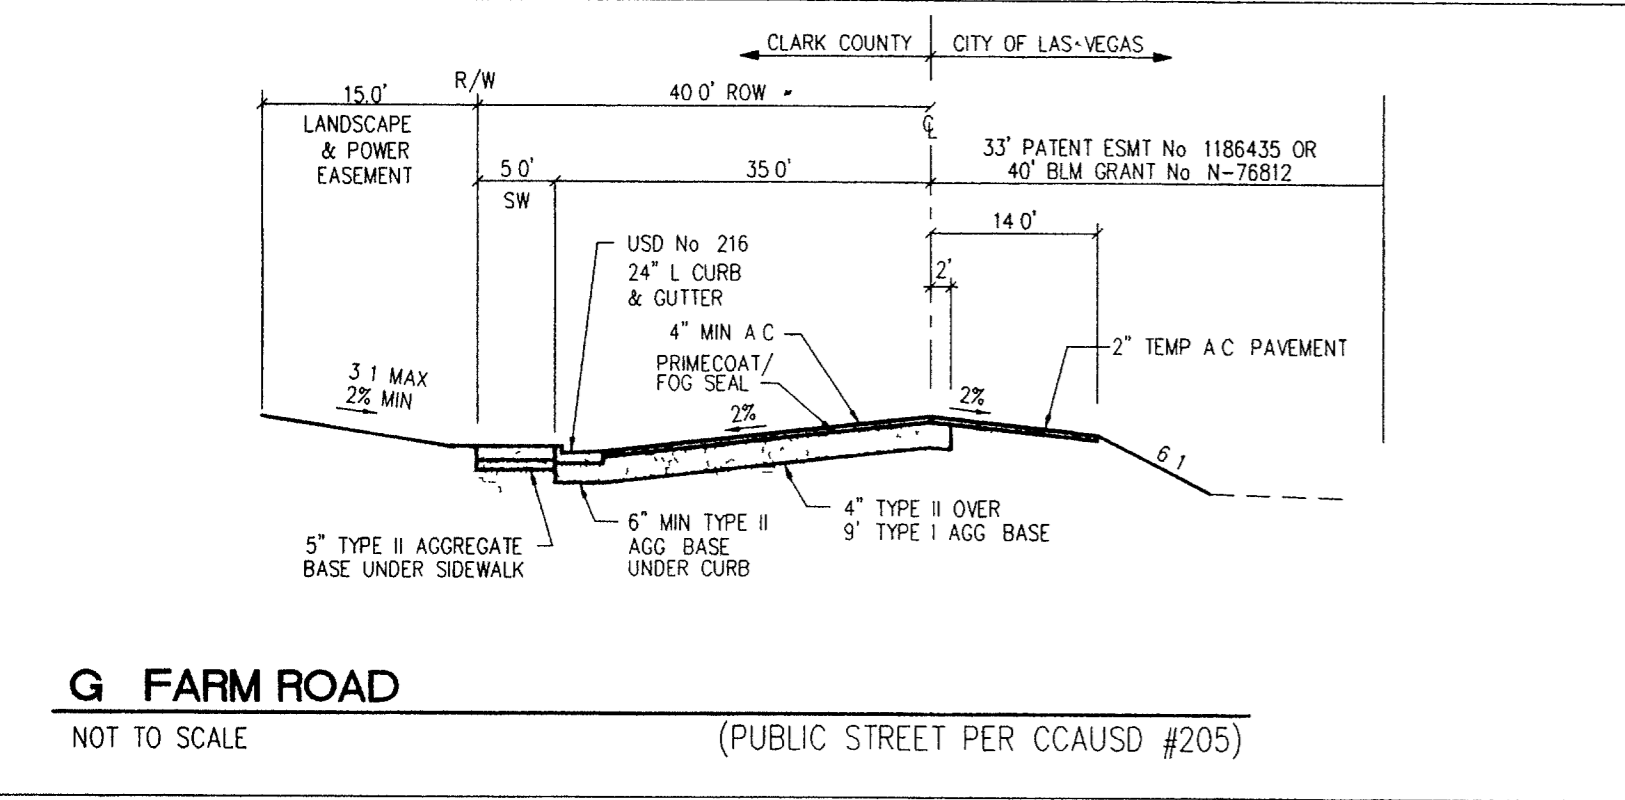 CLARK COUNTY
CITY OF LAS VEGAS
R/W
15.0'
40 0' ROW
LANDSCAPE
& POWER
EASEMENT
℄
33' PATENT ESMT No 1186435 OR
40' BLM GRANT No N-76812
5 0'
35 0'
SW
14 0'
USD No 216
24" L CURB
& GUTTER
2'
4" MIN A C
PRIMECOAT/
FOG SEAL
2" TEMP A C PAVEMENT
3 1 MAX
2% MIN
2%
2%
6 1
4" TYPE II OVER
9' TYPE I AGG BASE
6" MIN TYPE II
AGG BASE
UNDER CURB
5" TYPE II AGGREGATE
BASE UNDER SIDEWALK
G FARM ROAD
NOT TO SCALE
(PUBLIC STREET PER CCAUSD #205)